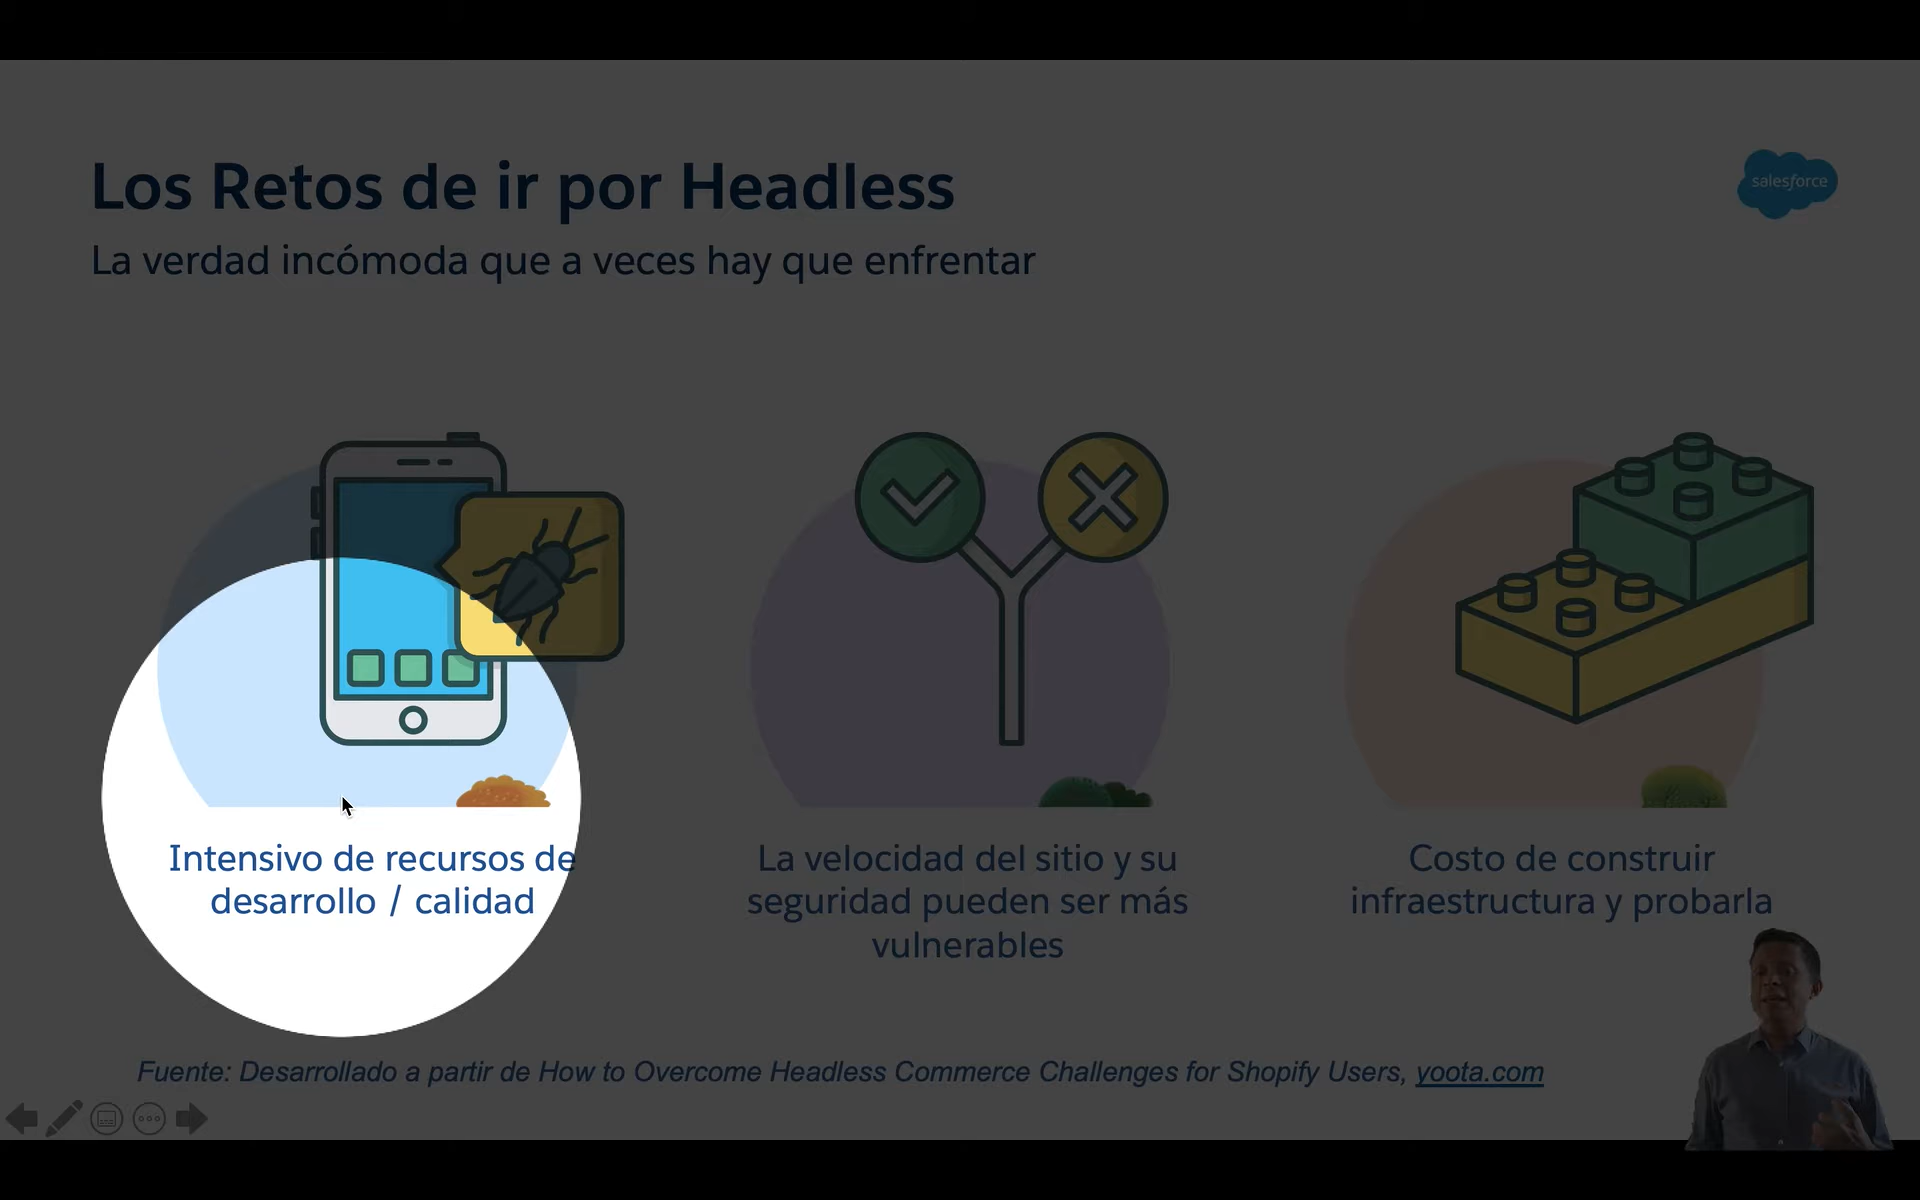 Los Retos de ir por Headless
salesforce
La verdad incómoda que a veces hay que enfrentar
Intensivo de recursos de
desarrollo / calidad
La velocidad del sitio y su
seguridad pueden ser más
vulnerables
Costo de construir
infraestructura y probarla
Fuente: Desarrollado a partir de How to Overcome Headless Commerce Challenges for Shopify Users, yoota.com